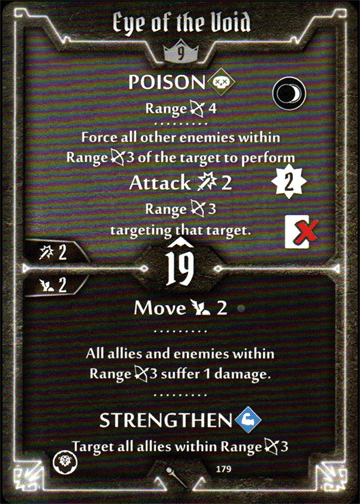 Eye of the Void
9
POISON
Range 4
Force all other enemies within
Range 3 of the target to perform
Attack 2
2
Range 3
targeting that target.
2
19
2
Move 2
All allies and enemies within
Range 3 suffer 1 damage.
STRENGTHEN
Target all allies within Range 3
179